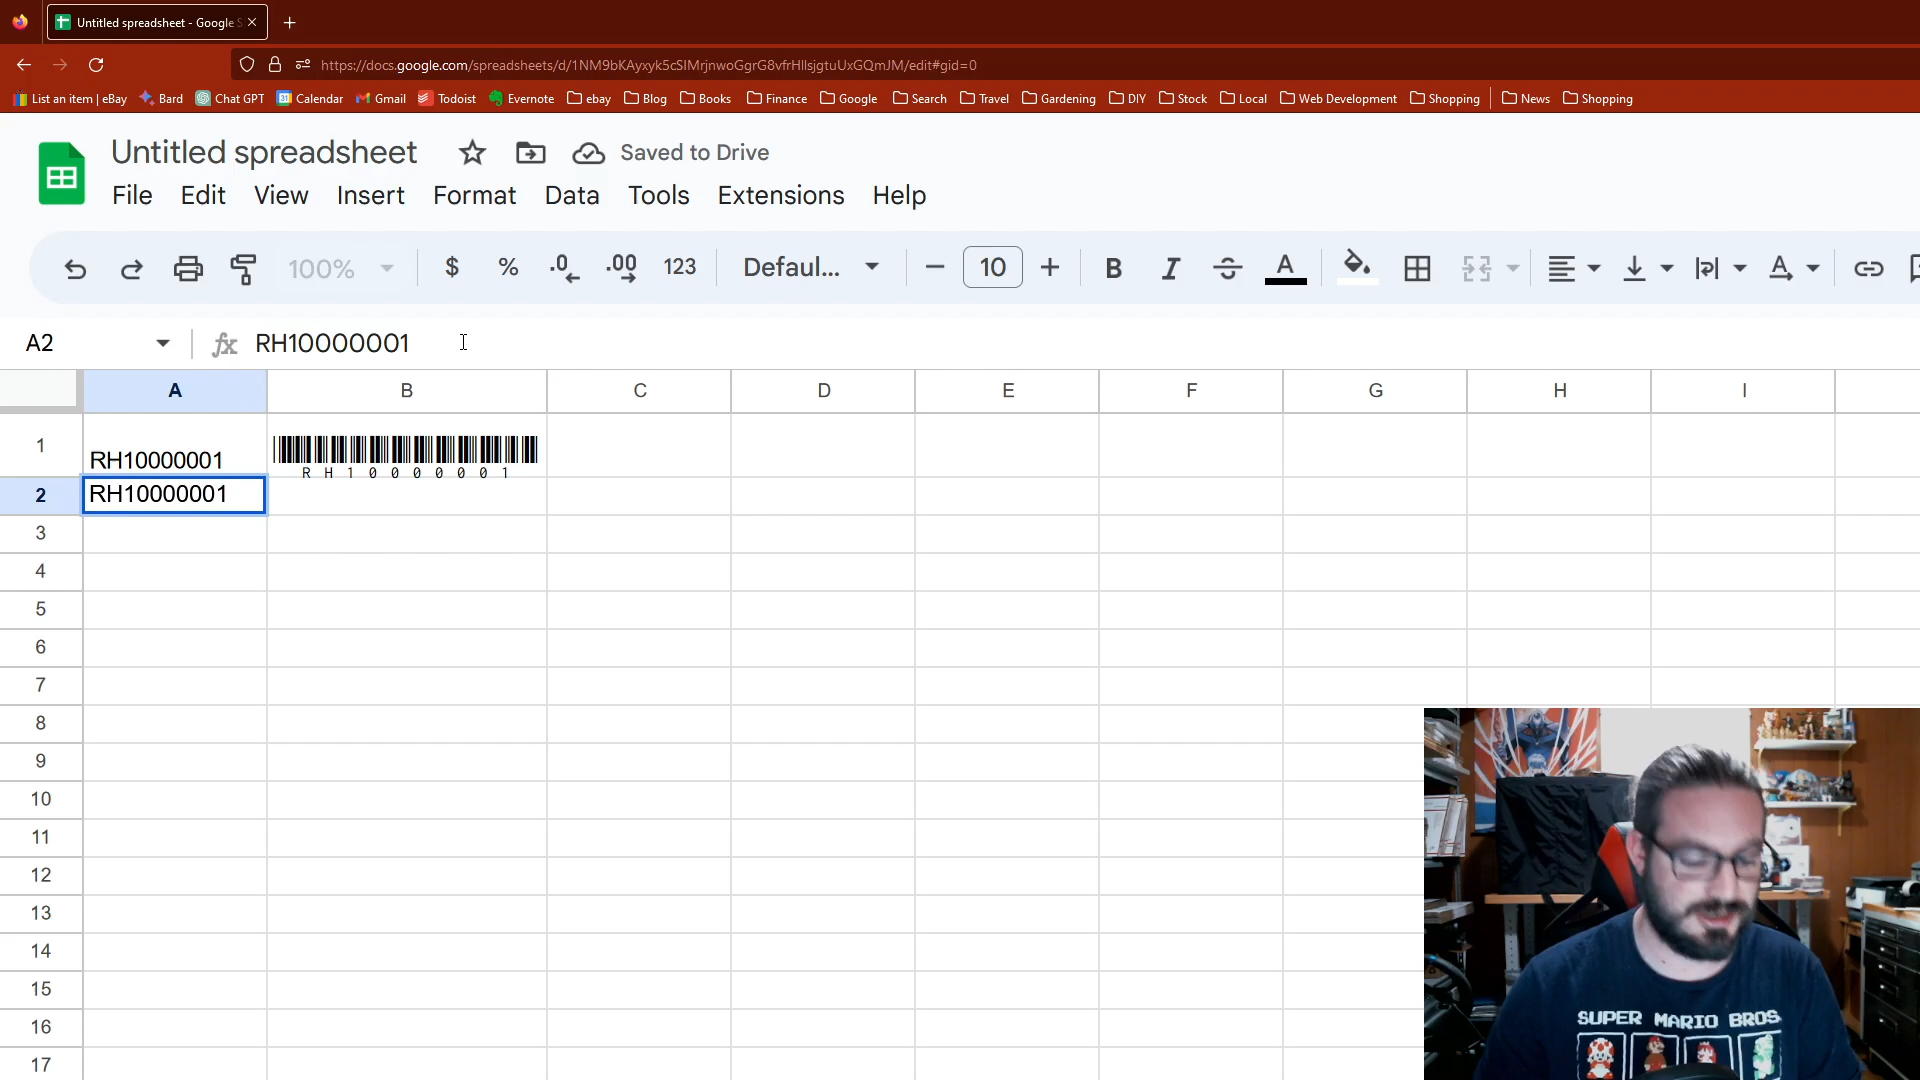 Untitled spreadsheet - Google S
https://docs.google.com/spreadsheets/d/1NM9bKAyxyk5cSIMrjnwoGgrG8vfrHIlsjgtuUxGQmJM/edit#gid=0
List an item | eBay Bard Chat GPT Calendar Gmail Todoist Evernote ebay Blog Books Finance Google Search Travel Gardening DIY Stock Local Web Development Shopping News Shopping
Untitled spreadsheet Saved to Drive
File Edit View Insert Format Data Tools Extensions Help
100% $ % .0 .00 123 Defaul... 10 B I S A A
A2 fx RH10000001
A B C D E F G H I
1 RH10000001 R H 1 0 0 0 0 0 0 1
2 RH10000001
3
4
5
6
7
8
9
10
11
12
13
14
15
16
17
SUPER MARIO BROS